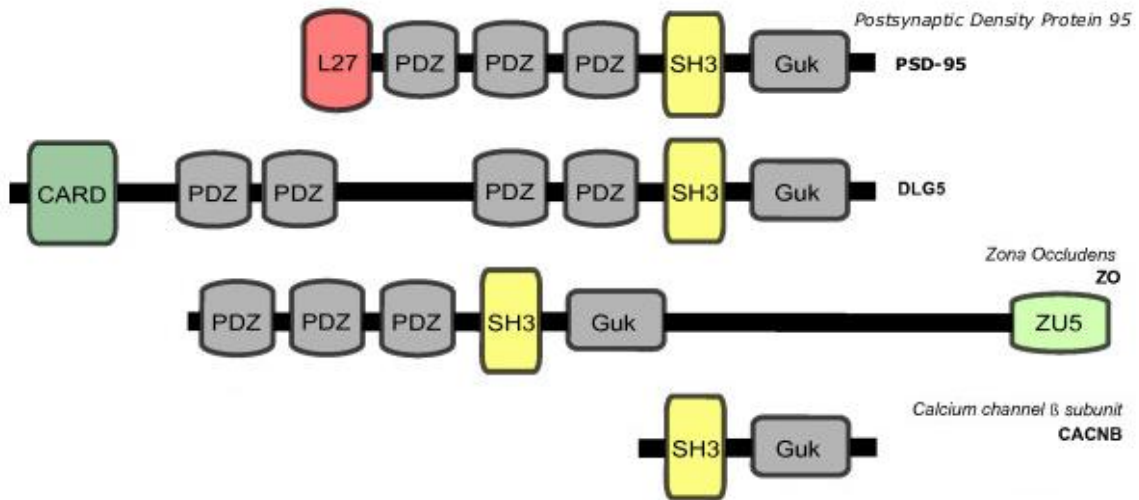 Postsynaptic Density Protein 95
L27 PDZ PDZ PDZ SH3 Guk PSD-95
CARD PDZ PDZ PDZ PDZ SH3 Guk DLG5
Zona Occludens
ZO
PDZ PDZ PDZ SH3 Guk ZU5
Calcium channel ß subunit
CACNB
SH3 Guk